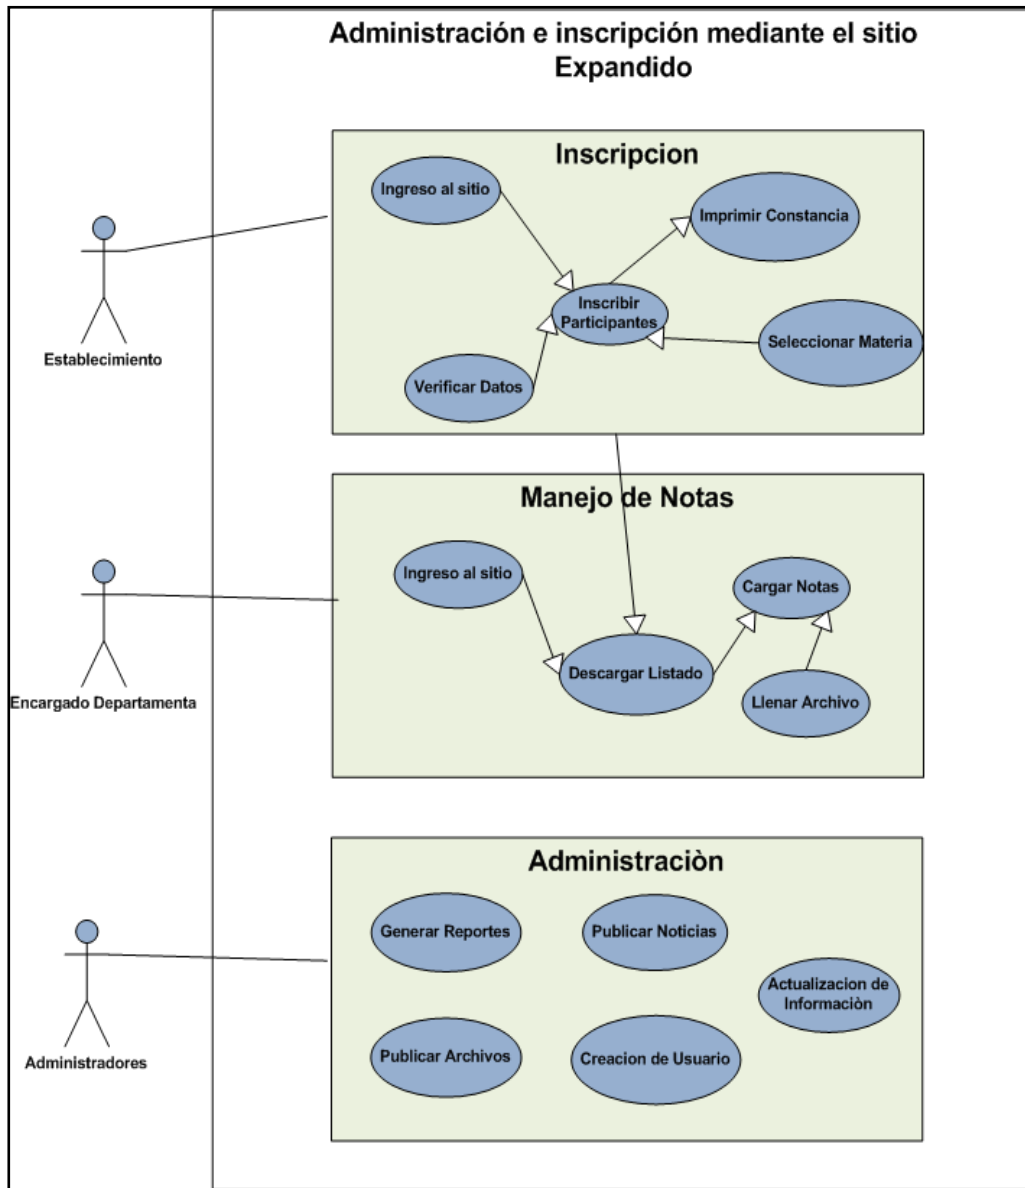 Administración e inscripción mediante el sitio
Expandido
Inscripcion
Ingreso al sitio
Imprimir Constancia
Inscribir
Participantes
Seleccionar Materia
Verificar Datos
Establecimiento
Manejo de Notas
Ingreso al sitio
Cargar Notas
Descargar Listado
Llenar Archivo
Encargado Departamenta
Administraciòn
Generar Reportes
Publicar Noticias
Actualizacion de
Informaciòn
Publicar Archivos
Creacion de Usuario
Administradores